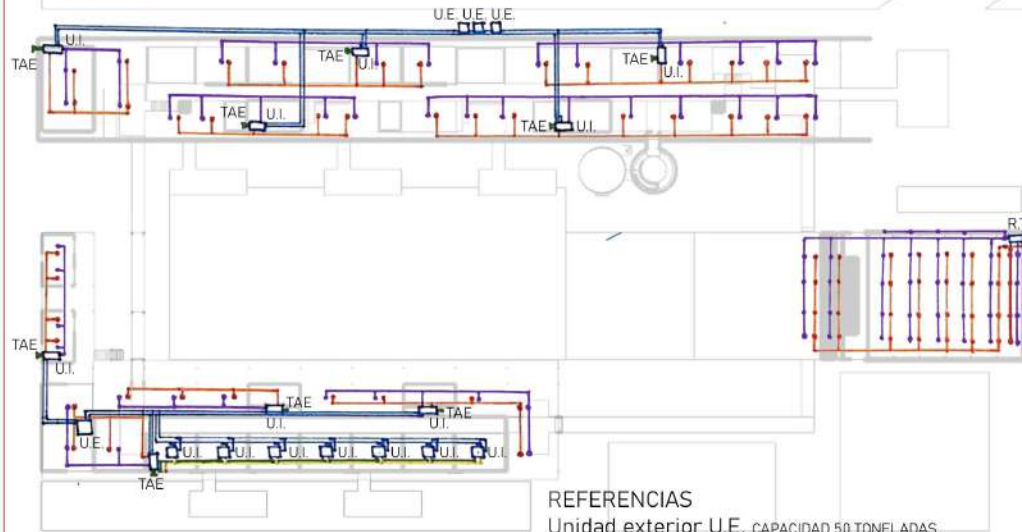 U.E. U.E. U.E.
U.I.
TAE
TAE
U.I.
TAE
U.I.
TAE
U.I.
TAE
U.I.
R.
TAE
U.I.
TAE
U.I.
TAE
U.I.
U.E.
U.I. U.I. U.I. U.I. U.I. U.I. U.I.
TAE
REFERENCIAS
Unidad exterior U.E. CAPACIDAD 50 TONELADAS